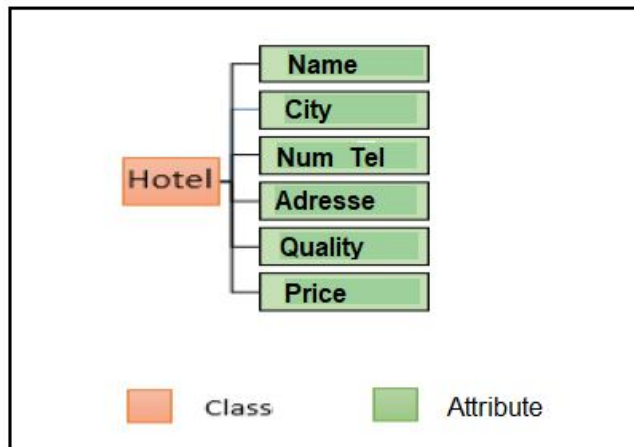 Name
City
Num Tel
Hotel
Adresse
Quality
Price
Class
Attribute